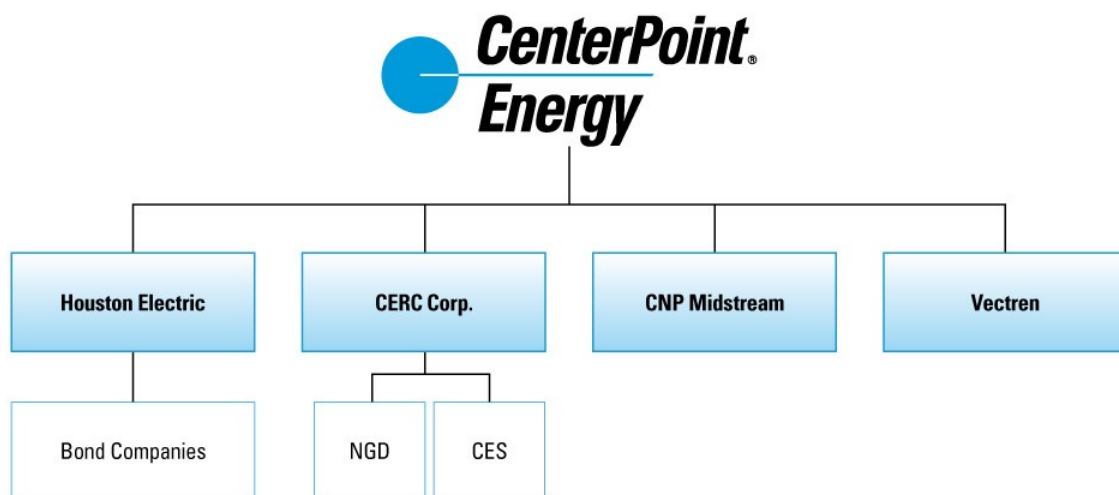 CenterPoint®
Energy
Houston Electric
CERC Corp.
CNP Midstream
Vectren
Bond Companies
NGD
CES